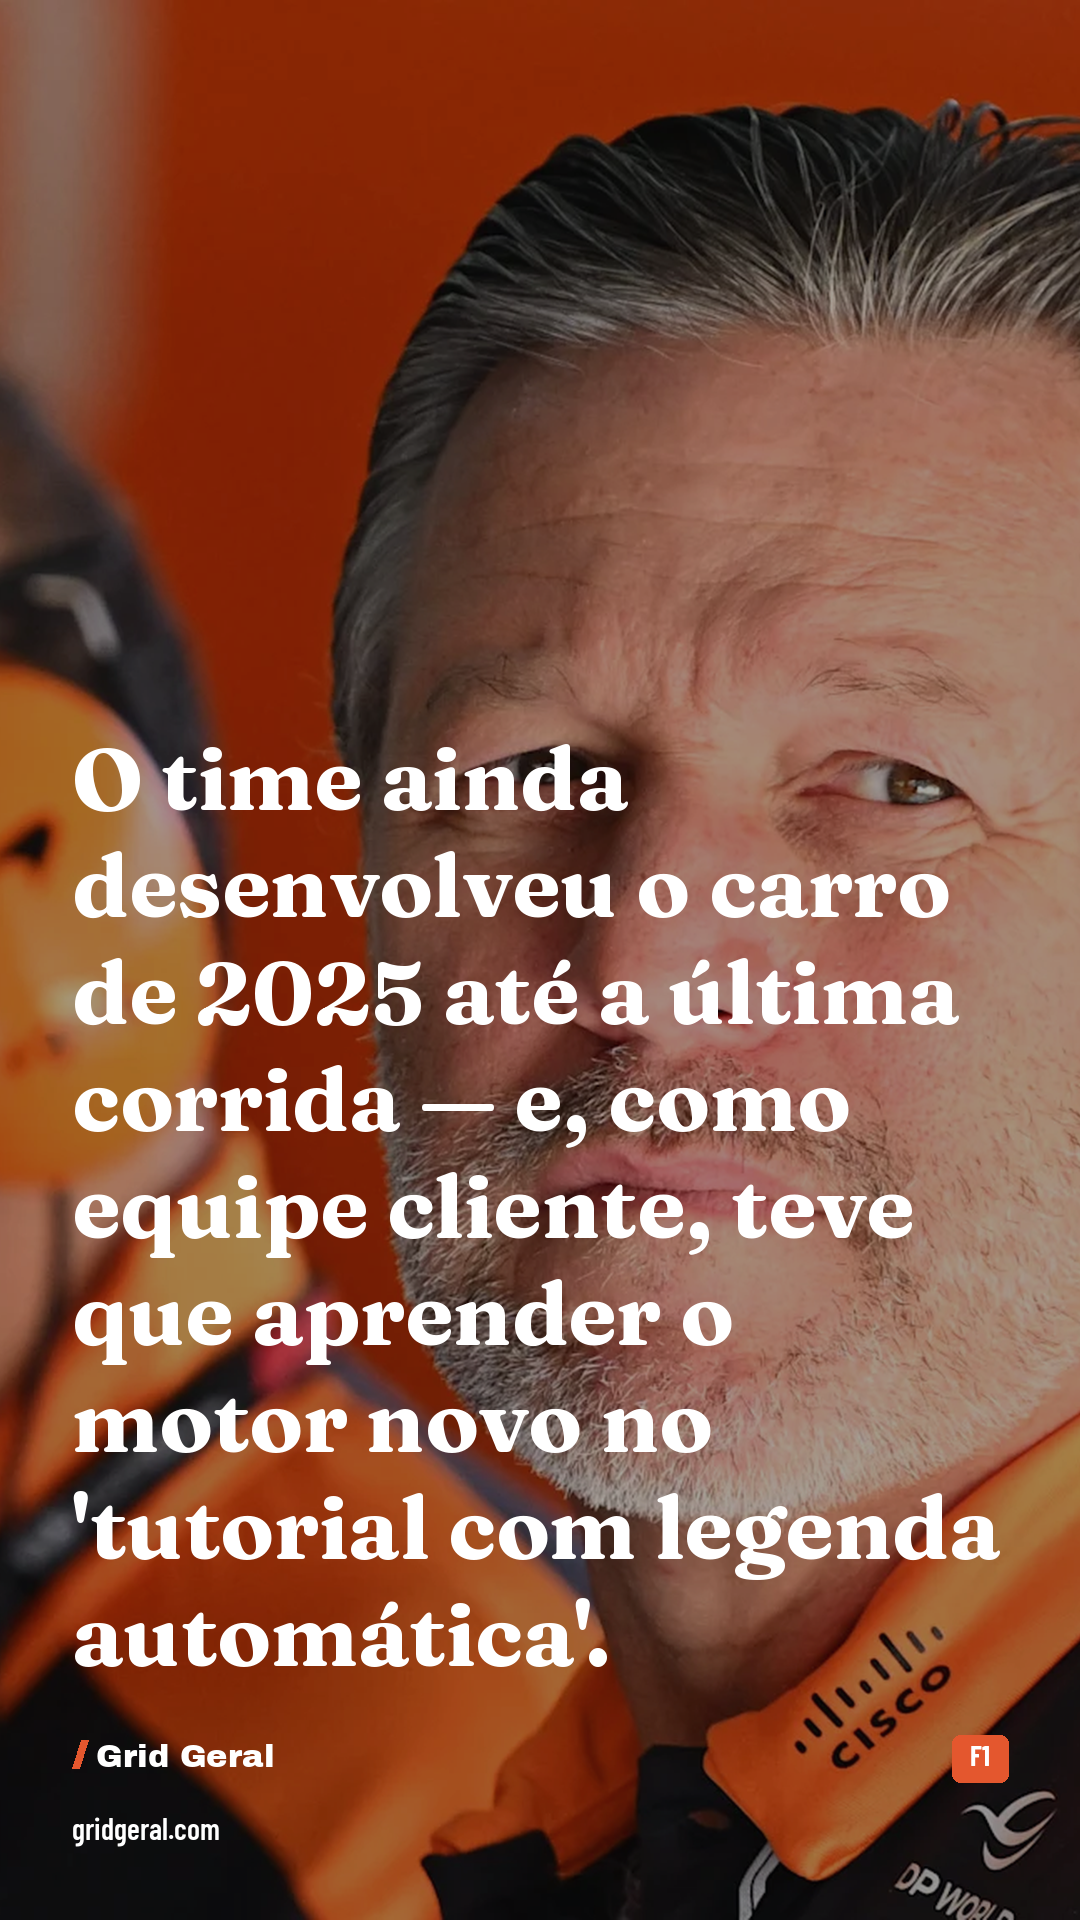 O time ainda
desenvolveu o carro
de 2025 até a última
corrida — e, como
equipe cliente, teve
que aprender o
motor novo no
'tutorial com legenda
automática'.
/ Grid Geral
F1
gridgeral.com
CISCO
DP WORLD